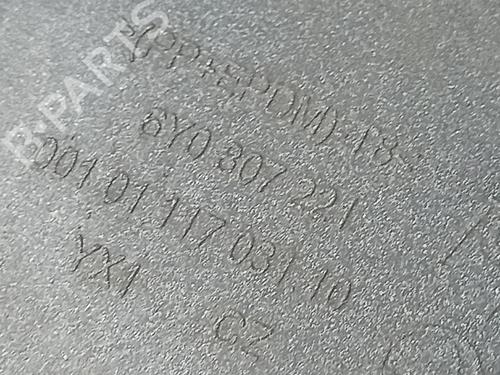 B-PARTS
(PP+EPDM)-T8
6Y0 807 221
001 01 117 031 10
YX1
CZ